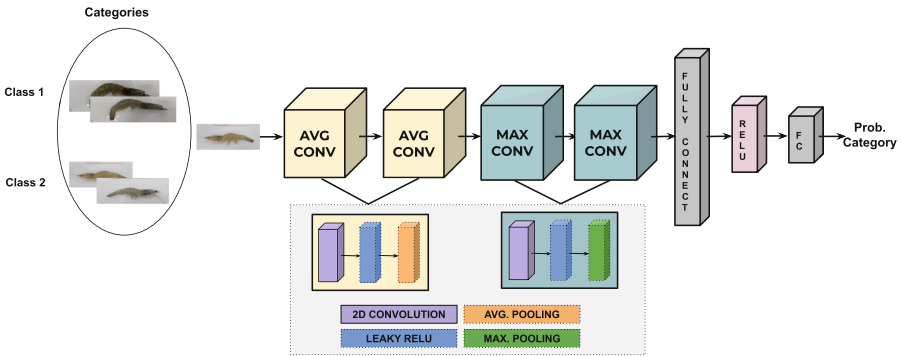 Categories
Class 1
Class 2
AVG
CONV
AVG
CONV
MAX
CONV
MAX
CONV
FULLY CONNECT
RELU
FC
Prob.
Category
2D CONVOLUTION
AVG. POOLING
LEAKY RELU
MAX. POOLING